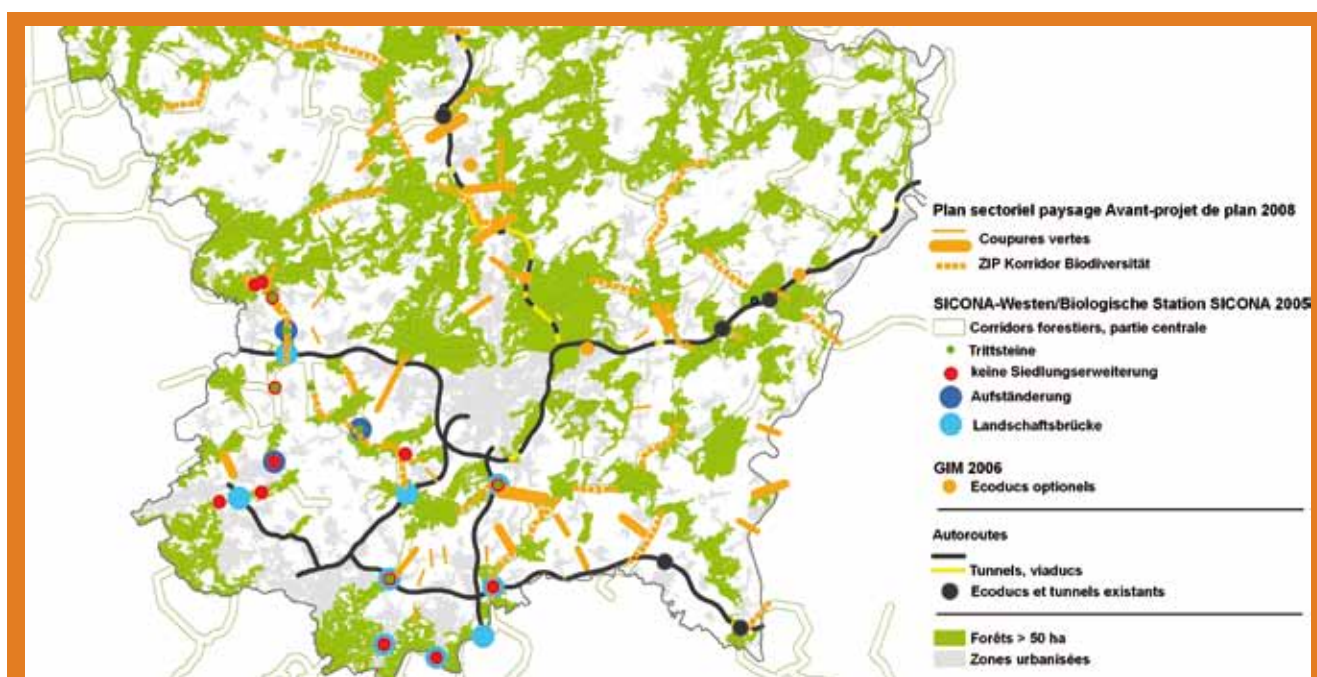 Plan sectoriel paysage Avant-projet de plan 2008
Coupures vertes
ZIP Korridor Biodiversität
SICONA-Westen/Biologische Station SICONA 2005
Corridors forestiers, partie centrale
Trittsteine
keine Siedlungserweiterung
Aufständerung
Landschaftsbrücke
GIM 2006
Ecoducs optionels
Autoroutes
Tunnels, viaducs
Ecoducs et tunnels existants
Forêts > 50 ha
Zones urbanisées